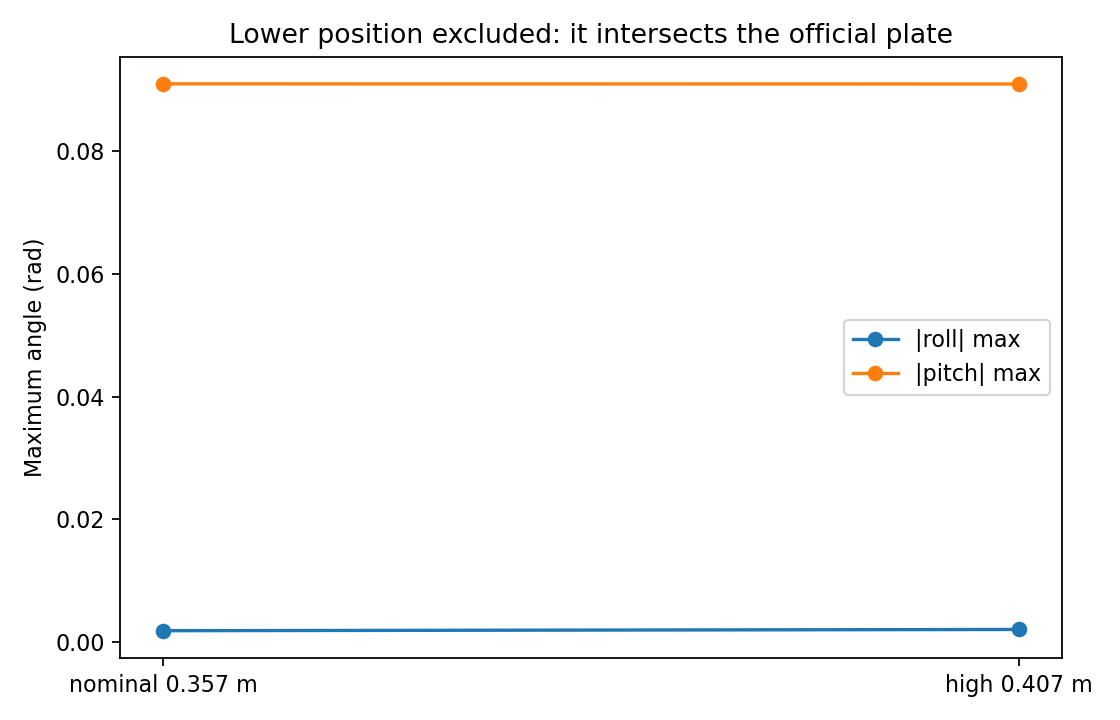 Lower position excluded: it intersects the official plate
Maximum angle (rad)
0.08
0.06
0.04
0.02
0.00
|roll| max
|pitch| max
nominal 0.357 m
high 0.407 m